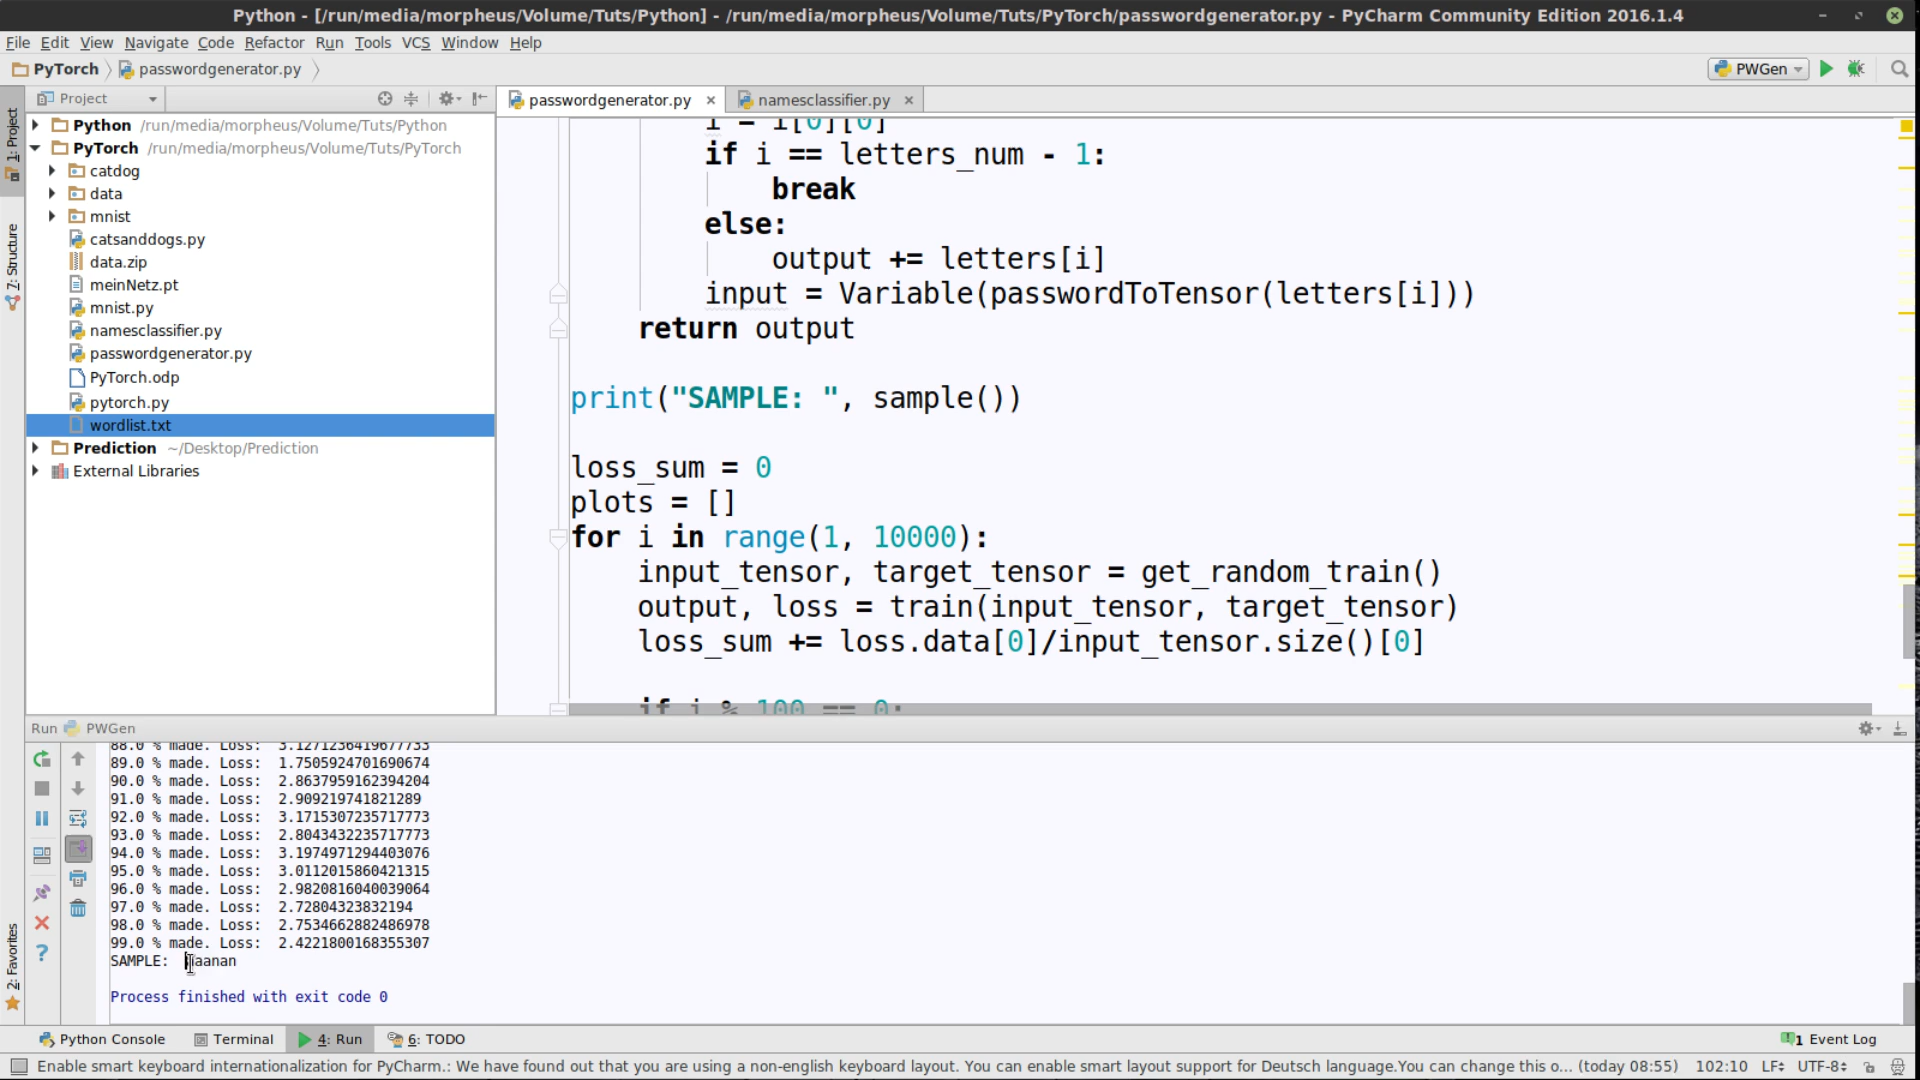 Python - [/run/media/morpheus/Volume/Tuts/Python] - /run/media/morpheus/Volume/Tuts/PyTorch/passwordgenerator.py - PyCharm Community Edition 2016.1.4
File Edit View Navigate Code Refactor Run Tools VCS Window Help
PyTorch passwordgenerator.py PWGen
1: Project
7: Structure
2: Favorites
Project
Python /run/media/morpheus/Volume/Tuts/Python
PyTorch /run/media/morpheus/Volume/Tuts/PyTorch
catdog
data
mnist
catsanddogs.py
data.zip
meinNetz.pt
mnist.py
namesclassifier.py
passwordgenerator.py
PyTorch.odp
pytorch.py
wordlist.txt
Prediction ~/Desktop/Prediction
External Libraries
passwordgenerator.py namesclassifier.py
i = i[0][0]
if i == letters_num - 1:
break
else:
output += letters[i]
input = Variable(passwordToTensor(letters[i]))
return output
print("SAMPLE: ", sample())
loss_sum = 0
plots = []
for i in range(1, 10000):
input_tensor, target_tensor = get_random_train()
output, loss = train(input_tensor, target_tensor)
loss_sum += loss.data[0]/input_tensor.size()[0]
if i % 100 == 0:
Run PWGen
88.0 % made. Loss: 3.1271236419677733
89.0 % made. Loss: 1.7505924701690674
90.0 % made. Loss: 2.8637959162394204
91.0 % made. Loss: 2.909219741821289
92.0 % made. Loss: 3.1715307235717773
93.0 % made. Loss: 2.8043432235717773
94.0 % made. Loss: 3.1974971294403076
95.0 % made. Loss: 3.0112015860421315
96.0 % made. Loss: 2.9820816040039064
97.0 % made. Loss: 2.72804323832194
98.0 % made. Loss: 2.7534662882486978
99.0 % made. Loss: 2.4221800168355307
SAMPLE:
Process finished with exit code 0
Python Console Terminal 4: Run 6: TODO 1 Event Log
Enable smart keyboard internationalization for PyCharm.: We have found out that you are using a non-english keyboard layout. You can enable smart layout support for Deutsch language.You can change this o... (today 08:55) 102:10 LF UTF-8